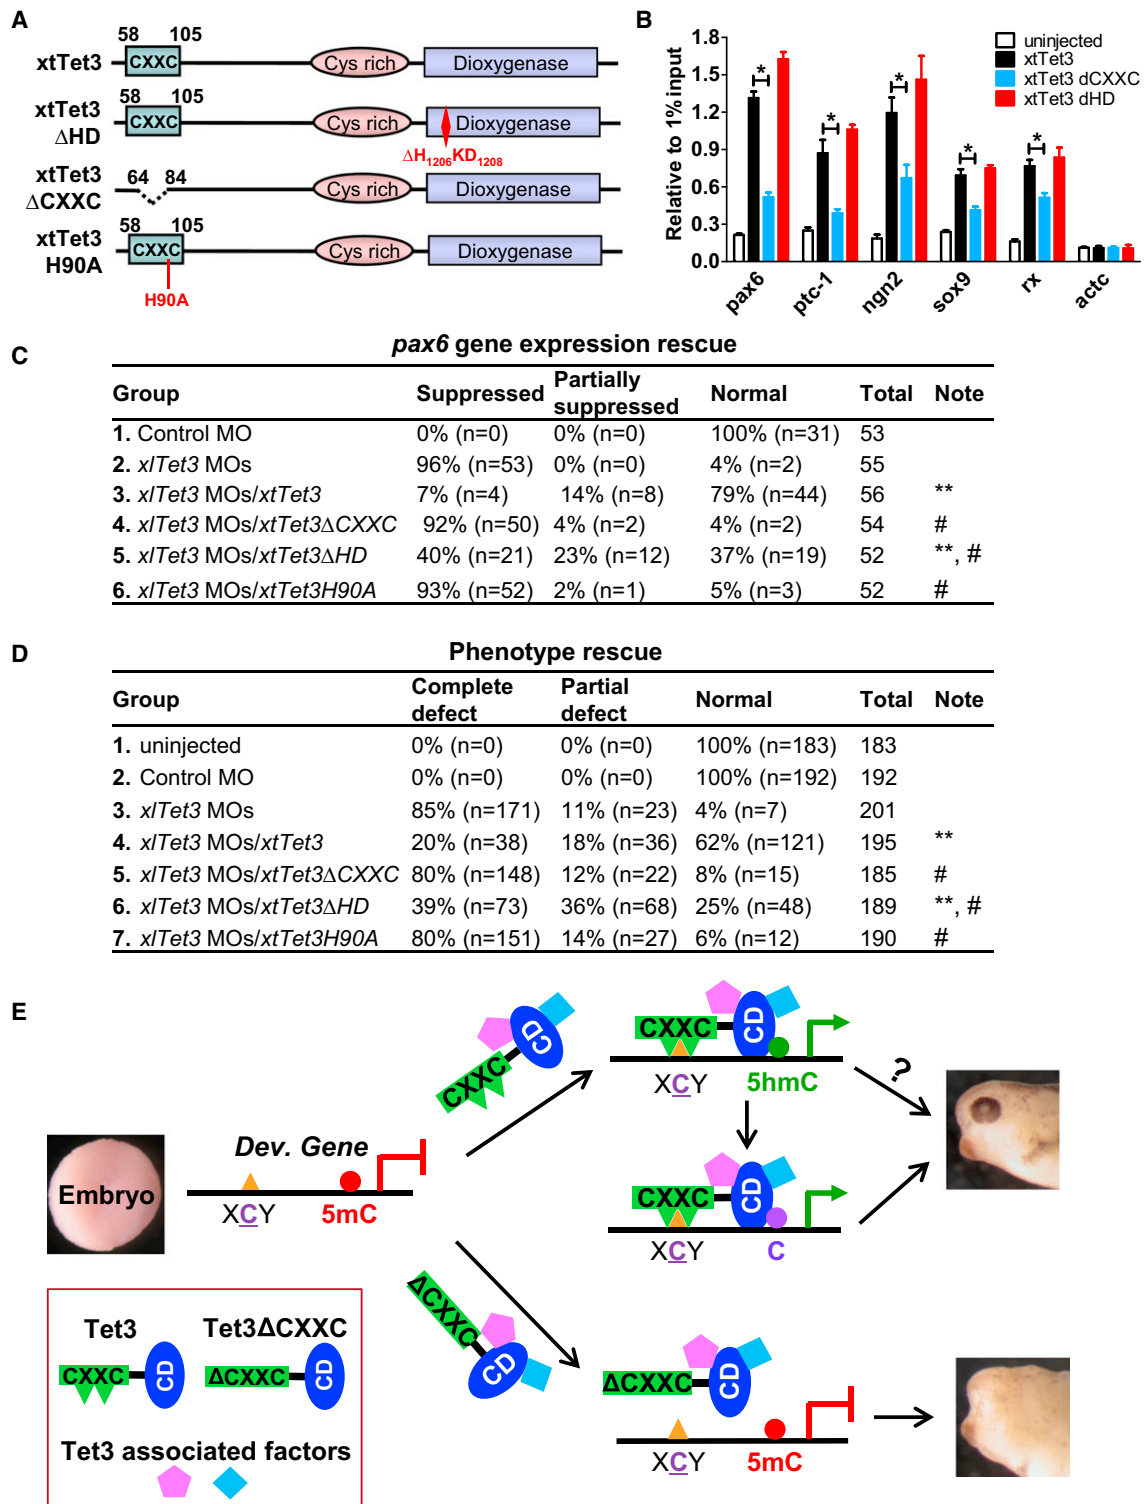 A
58 105
xtTet3 CXXC Cys rich Dioxygenase
58 105
xtTet3 ΔHD CXXC Cys rich Dioxygenase
ΔH1206KD1208
xtTet3 ΔCXXC 64 84 Cys rich Dioxygenase
58 105
xtTet3 H90A CXXC Cys rich Dioxygenase
H90A
B
Relative to 1% input
1.8
1.5
1.2
0.9
0.6
0.3
0.0
uninjected
xtTet3
xtTet3 dCXXC
xtTet3 dHD
* * * * *
pax6 ptc-1 ngn2 sox9 rx actc
C
pax6 gene expression rescue
Group Suppressed Partially suppressed Normal Total Note
1. Control MO 0% (n=0) 0% (n=0) 100% (n=31) 53
2. xlTet3 MOs 96% (n=53) 0% (n=0) 4% (n=2) 55
3. xlTet3 MOs/xtTet3 7% (n=4) 14% (n=8) 79% (n=44) 56 **
4. xlTet3 MOs/xtTet3ΔCXXC 92% (n=50) 4% (n=2) 4% (n=2) 54 #
5. xlTet3 MOs/xtTet3ΔHD 40% (n=21) 23% (n=12) 37% (n=19) 52 **, #
6. xlTet3 MOs/xtTet3H90A 93% (n=52) 2% (n=1) 5% (n=3) 52 #
D
Phenotype rescue
Group Complete defect Partial defect Normal Total Note
1. uninjected 0% (n=0) 0% (n=0) 100% (n=183) 183
2. Control MO 0% (n=0) 0% (n=0) 100% (n=192) 192
3. xlTet3 MOs 85% (n=171) 11% (n=23) 4% (n=7) 201
4. xlTet3 MOs/xtTet3 20% (n=38) 18% (n=36) 62% (n=121) 195 **
5. xlTet3 MOs/xtTet3ΔCXXC 80% (n=148) 12% (n=22) 8% (n=15) 185 #
6. xlTet3 MOs/xtTet3ΔHD 39% (n=73) 36% (n=68) 25% (n=48) 189 **, #
7. xlTet3 MOs/xtTet3H90A 80% (n=151) 14% (n=27) 6% (n=12) 190 #
E
Embryo
Dev. Gene
XCY 5mC
CXXC CD
CXXC CD
XCY 5hmC
?
CXXC CD
XCY C
ΔCXXC CD
ΔCXXC CD
XCY 5mC
Tet3 Tet3ΔCXXC
CXXC CD ΔCXXC CD
Tet3 associated factors